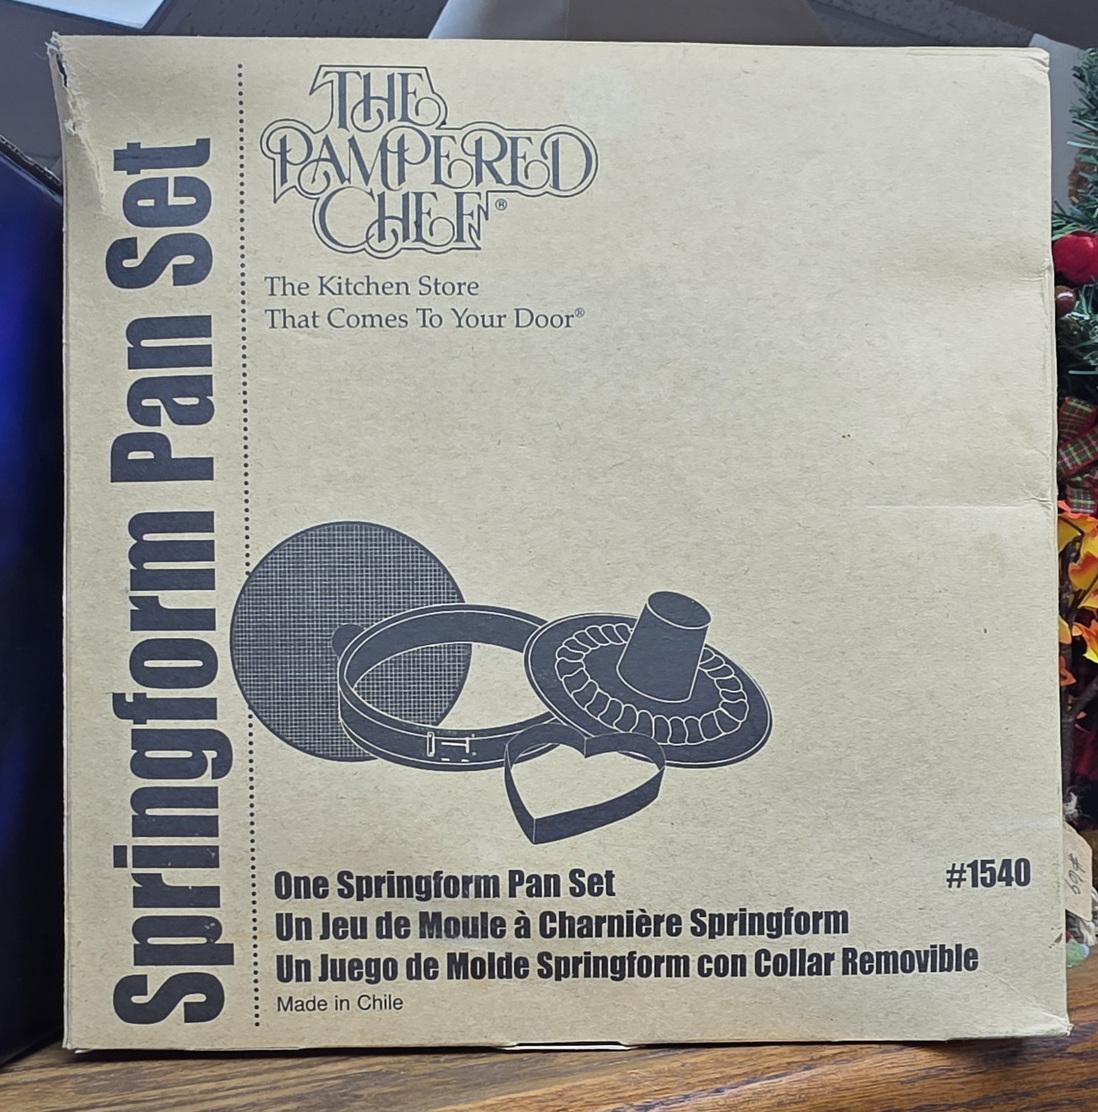 Springform Pan Set
THE
PAMPERED
CHEF®
The Kitchen Store
That Comes To Your Door®
One Springform Pan Set
#1540
Un Jeu de Moule à Charnière Springform
Un Juego de Molde Springform con Collar Removible
Made in Chile